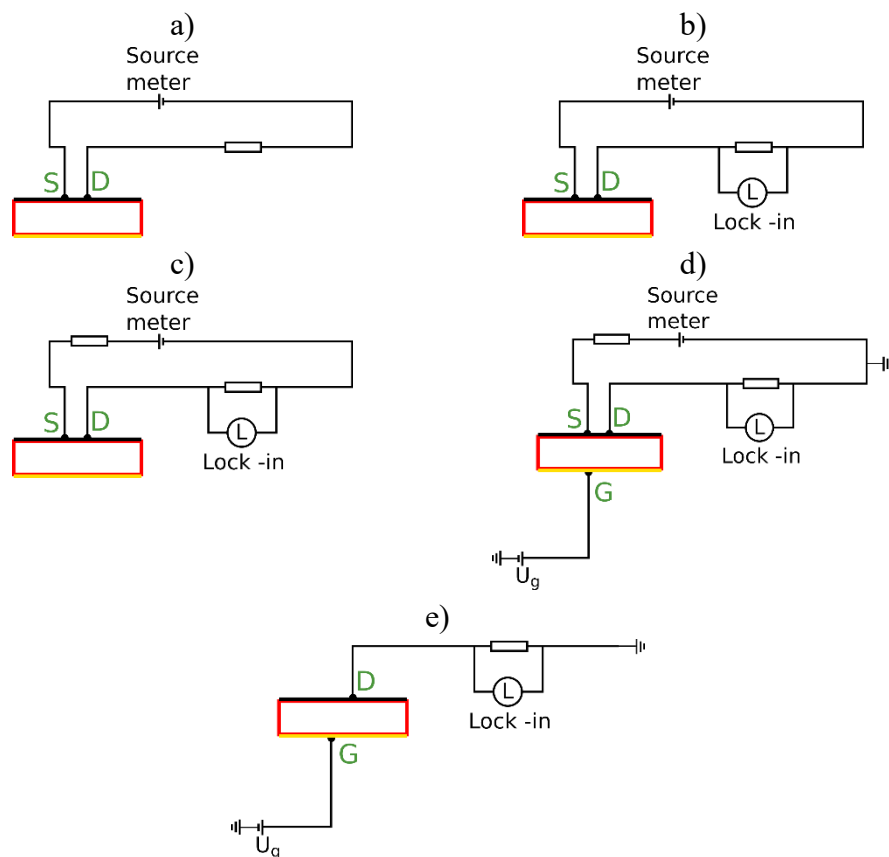 a)
Source
meter
S D
b)
Source
meter
S D
L
Lock -in
c)
Source
meter
S D
L
Lock -in
d)
Source
meter
S D
L
Lock -in
G
Ug
e)
D
L
Lock -in
G
Ug